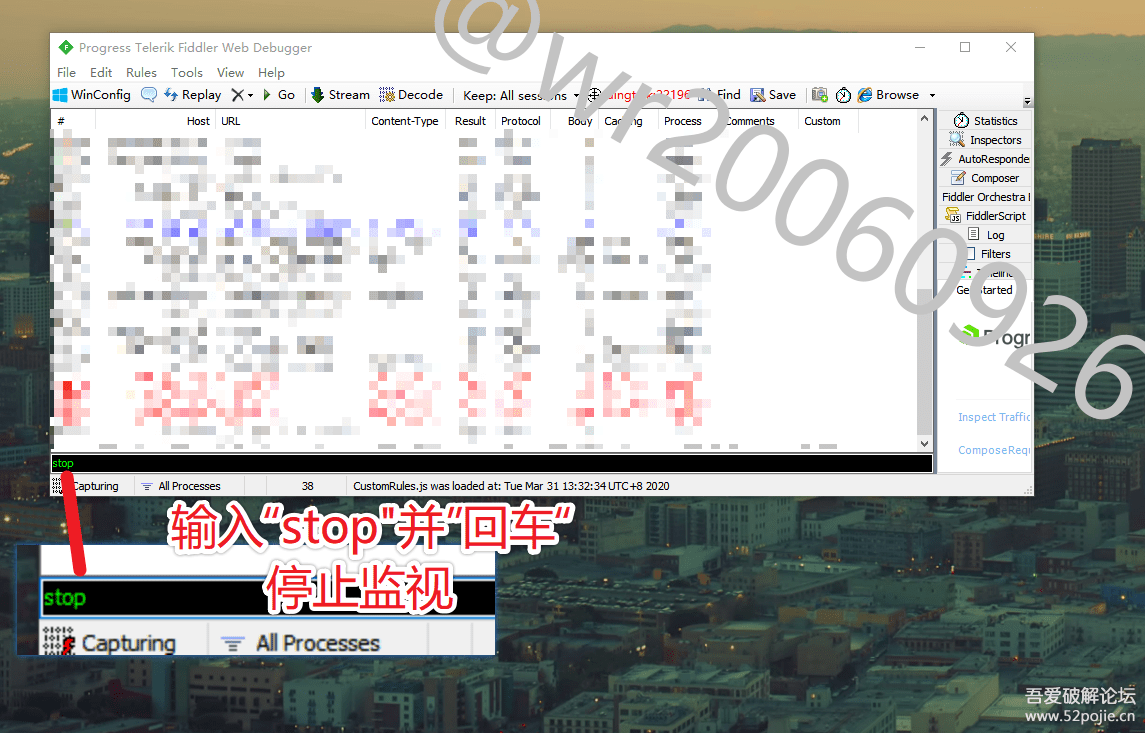 Progress Telerik Fiddler Web Debugger
File Edit Rules Tools View Help
WinConfig Replay Go Stream Decode Keep: All sessions Find Save Browse
# Host URL Content-Type Result Protocol Body Process Comments Custom
Statistics
Inspectors
AutoResponde
Composer
Fiddler Orchestra
FiddlerScript
Log
Filters
Timeline
Get Started
Progr
Inspect Traffic
ComposeRequ
@wr20060926
stop
Capturing All Processes 38 CustomRules.js was loaded at: Tue Mar 31 13:32:34 UTC+8 2020
输入“stop"并"回车“
停止监视
stop
Capturing All Processes
吾爱破解论坛
www.52pojie.cn